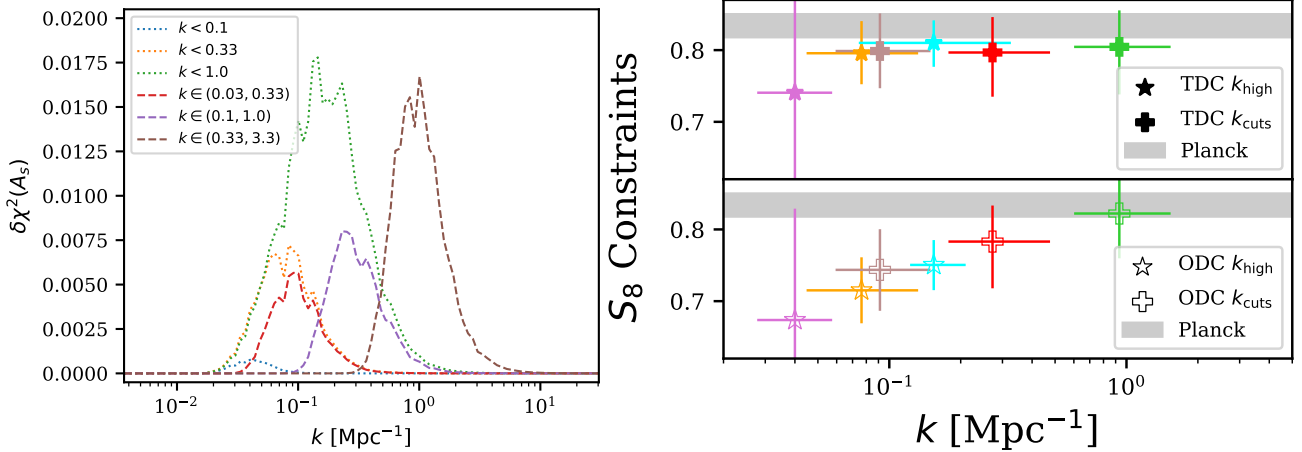 0.0200
0.0175
0.0150
0.0125
0.0100
0.0075
0.0050
0.0025
0.0000
δχ²(A_s)
k < 0.1
k < 0.33
k < 1.0
k ∈ (0.03, 0.33)
k ∈ (0.1, 1.0)
k ∈ (0.33, 3.3)
10⁻² 10⁻¹ 10⁰ 10¹
k [Mpc⁻¹]
S₈ Constraints
0.8
0.7
TDC k_high
TDC k_cuts
Planck
0.8
0.7
ODC k_high
ODC k_cuts
Planck
10⁻¹ 10⁰
k [Mpc⁻¹]